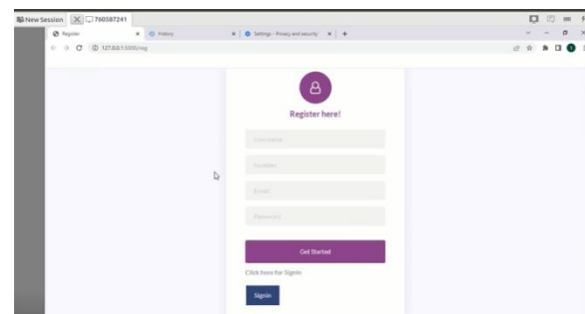 New Session 760587241
Register History Settings - Privacy and security
127.0.0.1:5000/reg
Register here!
Username
Number
Email
Password
Get Started
Click here for Signin
Signin